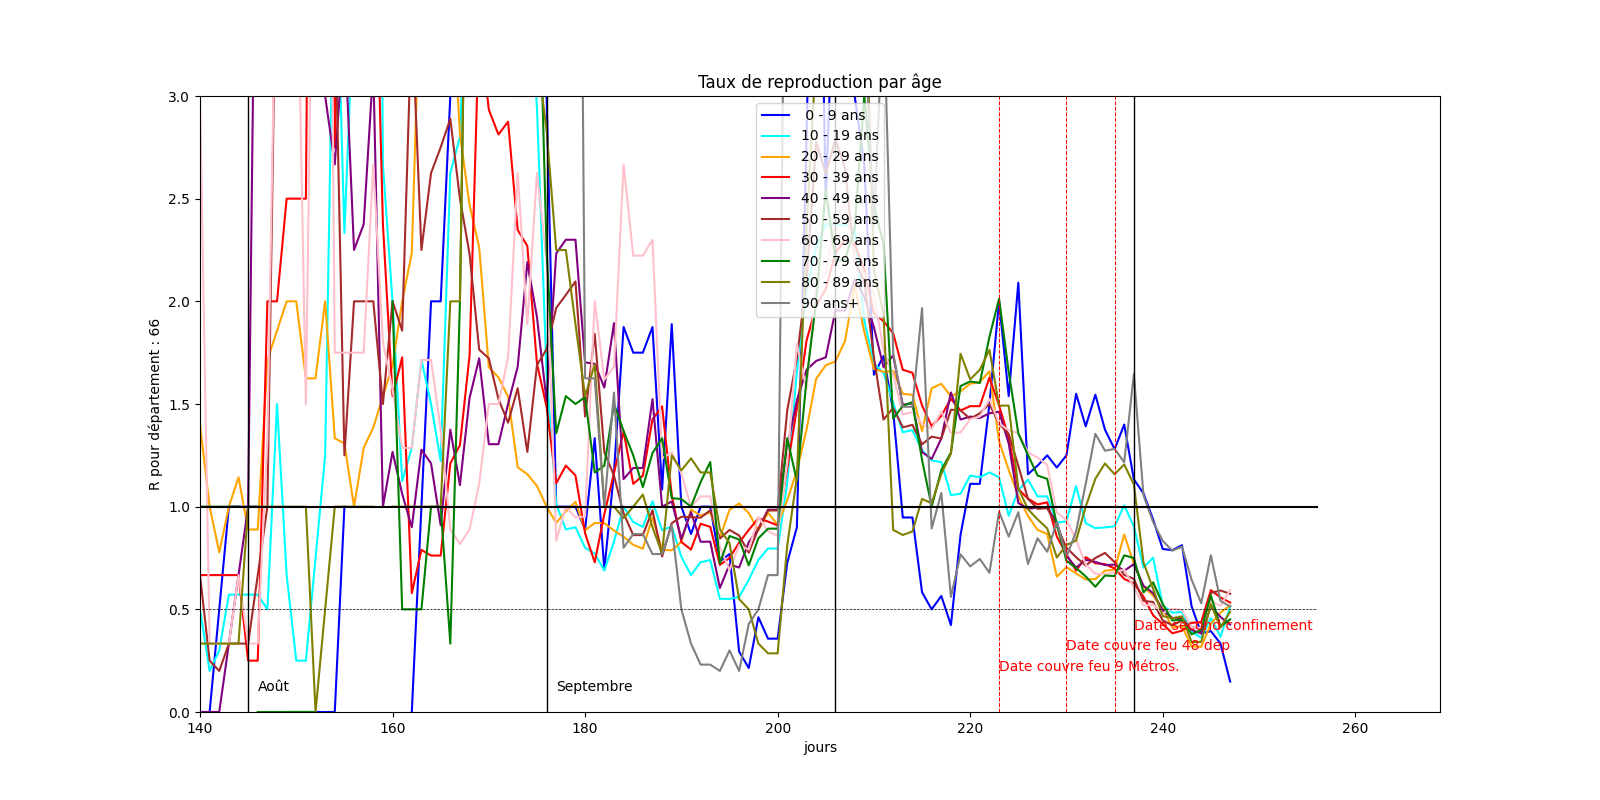 Taux de reproduction par âge
R pour département : 66
3.0
2.5
2.0
1.5
1.0
0.5
0.0
0 - 9 ans
10 - 19 ans
20 - 29 ans
30 - 39 ans
40 - 49 ans
50 - 59 ans
60 - 69 ans
70 - 79 ans
80 - 89 ans
90 ans+
Date second confinement
Date couvre feu 48 dep
Date couvre feu 9 Métros.
Août
Septembre
140
160
180
200
220
240
260
jours